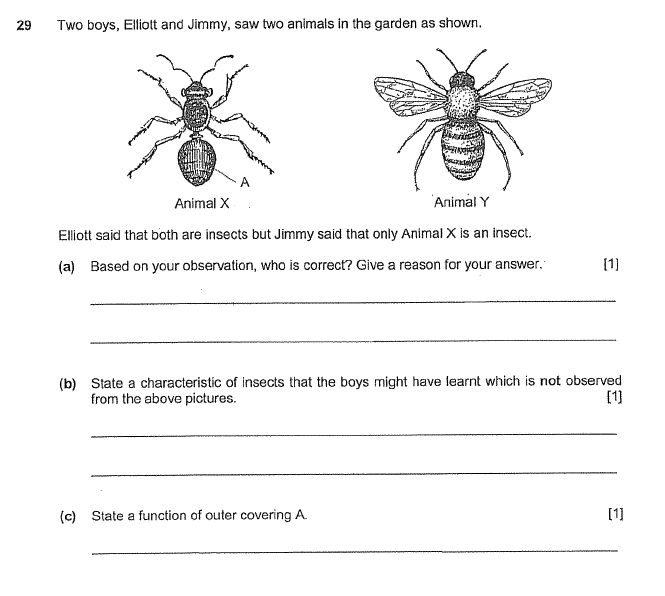 29 Two boys, Elliott and Jimmy, saw two animals in the garden as shown.
A
Animal X
Animal Y
Elliott said that both are insects but Jimmy said that only Animal X is an insect.
(a) Based on your observation, who is correct? Give a reason for your answer. [1]
(b) State a characteristic of insects that the boys might have learnt which is not observed
from the above pictures. [1]
(c) State a function of outer covering A. [1]